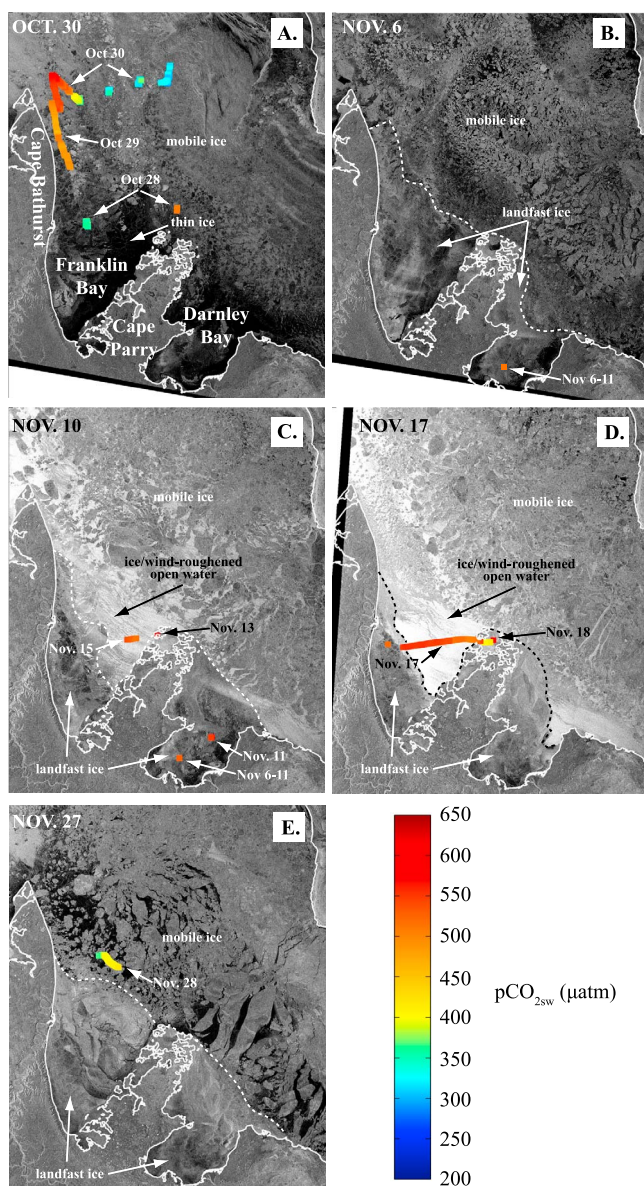 OCT. 30
A.
Oct 30
mobile ice
Oct 29
Cape Bathurst
Oct 28
thin ice
Franklin
Bay
Cape
Parry
Darnley
Bay
NOV. 6
B.
mobile ice
landfast ice
Nov 6-11
NOV. 10
C.
mobile ice
ice/wind-roughened
open water
Nov. 13
Nov. 15
Nov. 11
Nov 6-11
landfast ice
NOV. 17
D.
mobile ice
ice/wind-roughened
open water
Nov. 18
Nov. 17
landfast ice
NOV. 27
E.
mobile ice
Nov. 28
landfast ice
650
600
550
500
450
400
350
300
250
200
pCO2sw (µatm)